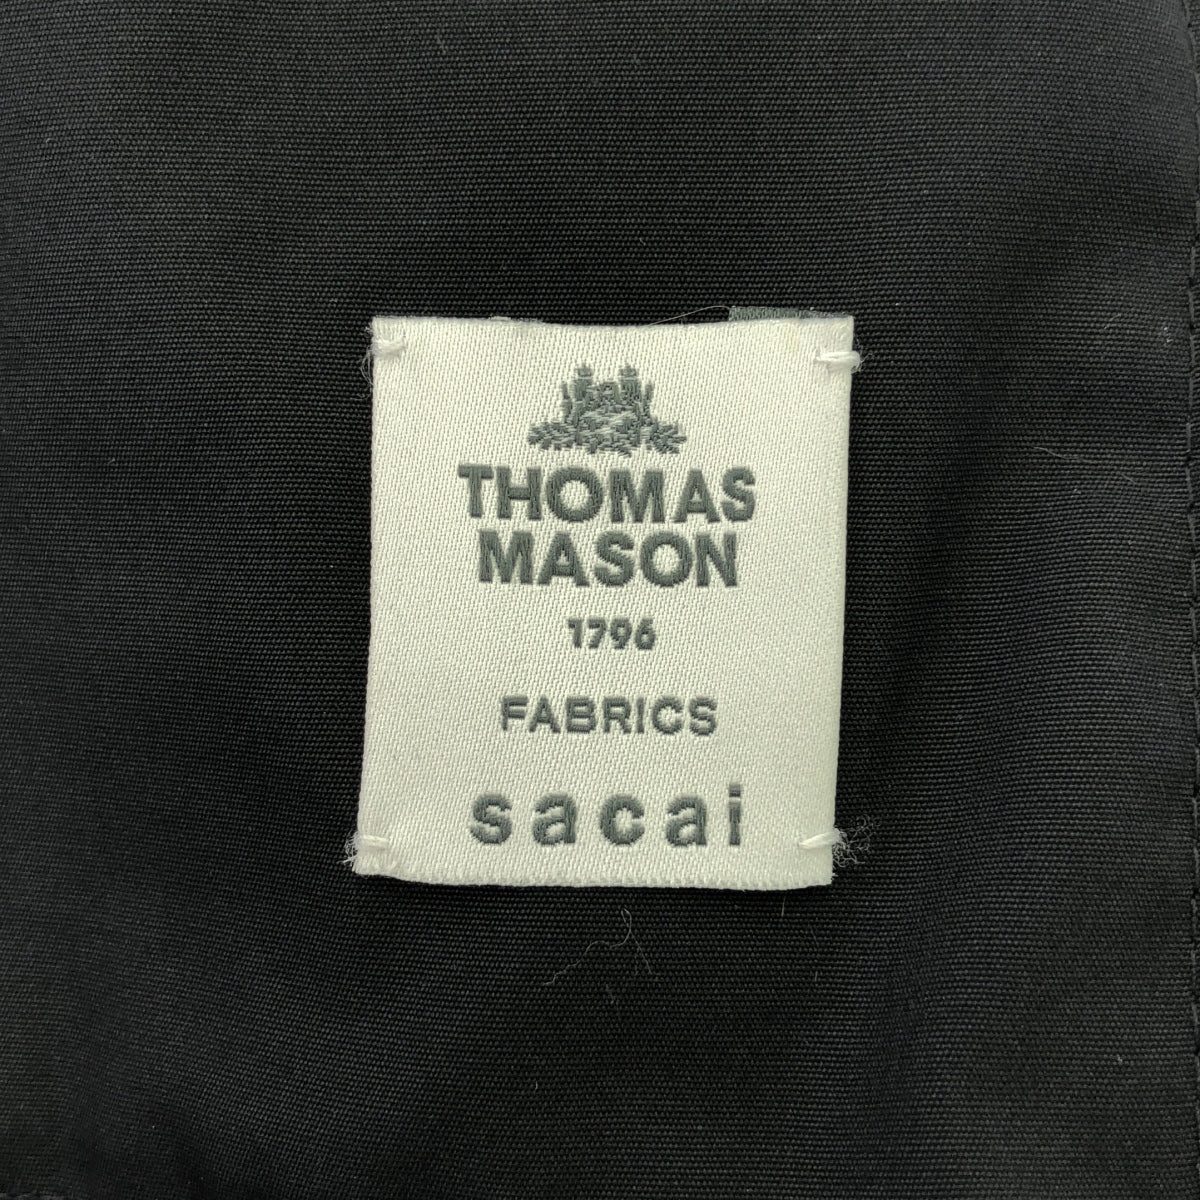 THOMAS
MASON
1796
FABRICS
sacai